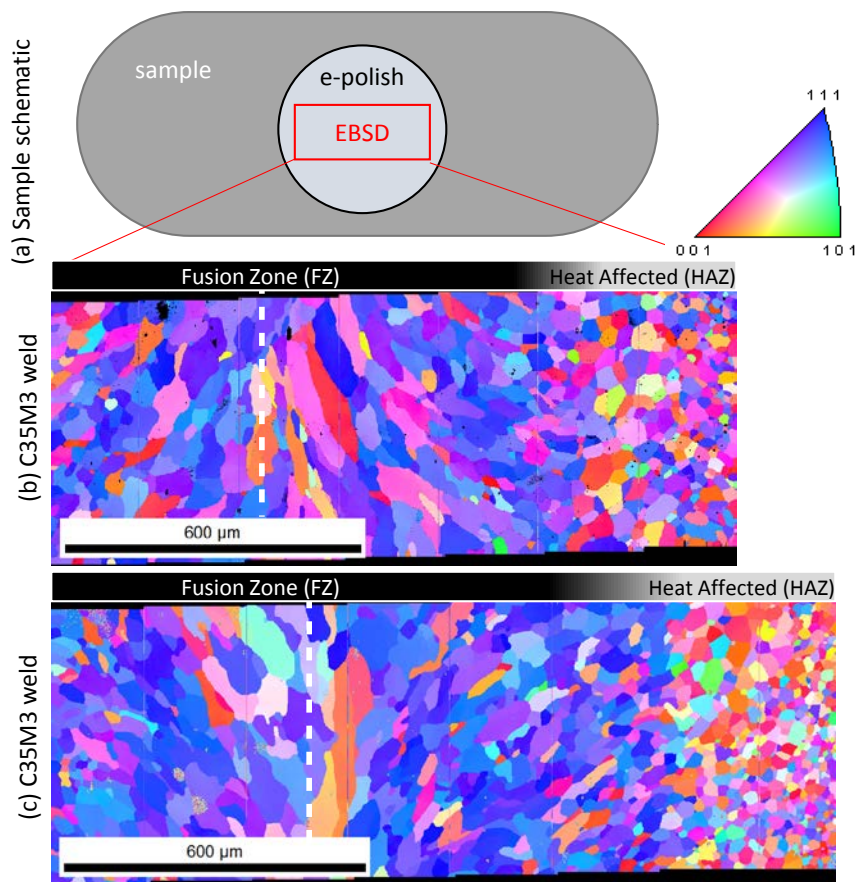 (a) Sample schematic
sample
e-polish
EBSD
1 1 1
0 0 1
1 0 1
Fusion Zone (FZ)
Heat Affected (HAZ)
(b) C35M3 weld
600 µm
Fusion Zone (FZ)
Heat Affected (HAZ)
(c) C35M3 weld
600 µm